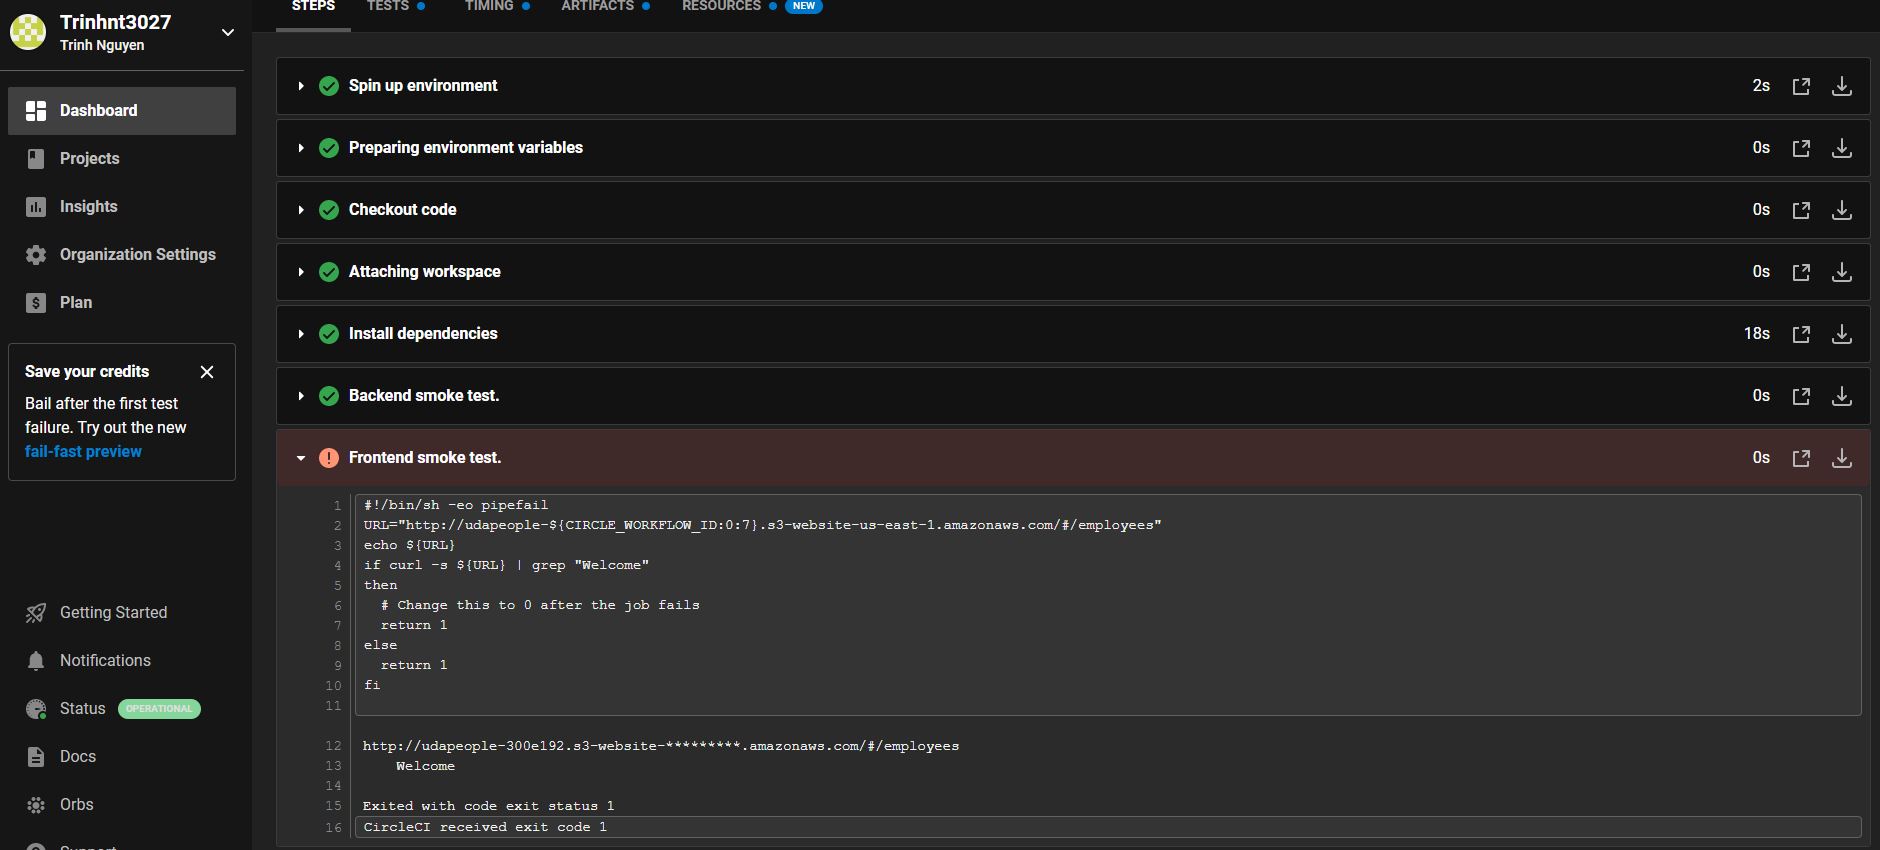 Trinhnt3027
Trinh Nguyen
Dashboard
Projects
Insights
Organization Settings
Plan
Save your credits
Bail after the first test
failure. Try out the new
fail-fast preview
Getting Started
Notifications
Status OPERATIONAL
Docs
Orbs
Support
STEPS TESTS TIMING ARTIFACTS RESOURCES NEW
Spin up environment 2s
Preparing environment variables 0s
Checkout code 0s
Attaching workspace 0s
Install dependencies 18s
Backend smoke test. 0s
Frontend smoke test. 0s
1 #!/bin/sh -eo pipefail
2 URL="http://udapeople-${CIRCLE_WORKFLOW_ID:0:7}.s3-website-us-east-1.amazonaws.com/#/employees"
3 echo ${URL}
4 if curl -s ${URL} | grep "Welcome"
5 then
6 # Change this to 0 after the job fails
7 return 1
8 else
9 return 1
10 fi
11
12 http://udapeople-300e192.s3-website-*********.amazonaws.com/#/employees
13 Welcome
14
15 Exited with code exit status 1
16 CircleCI received exit code 1